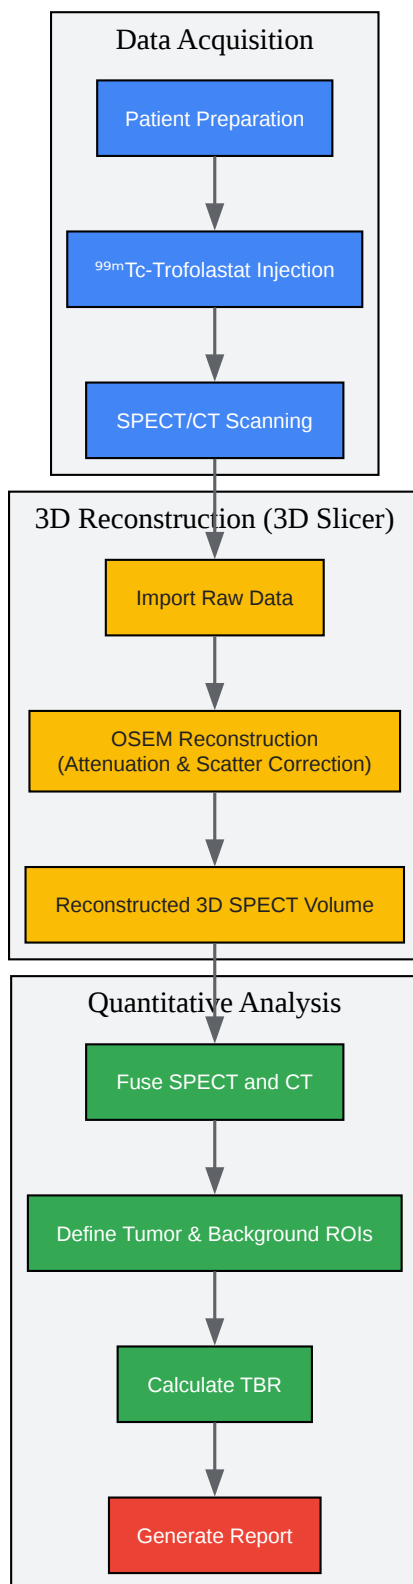 Data Acquisition
Patient Preparation
⁹⁹ᵐTc-Trofolastat Injection
SPECT/CT Scanning
3D Reconstruction (3D Slicer)
Import Raw Data
OSEM Reconstruction
(Attenuation & Scatter Correction)
Reconstructed 3D SPECT Volume
Quantitative Analysis
Fuse SPECT and CT
Define Tumor & Background ROIs
Calculate TBR
Generate Report